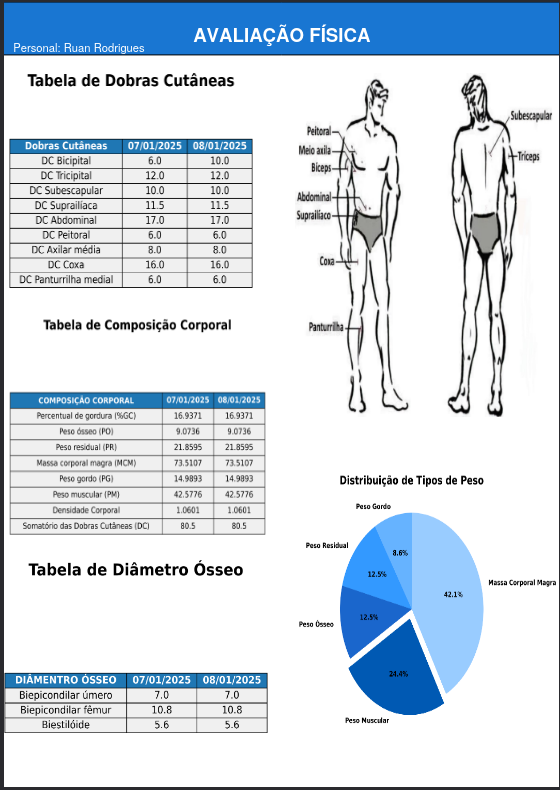 AVALIAÇÃO FÍSICA
Personal: Ruan Rodrigues
Tabela de Dobras Cutâneas
Dobras Cutâneas 07/01/2025 08/01/2025
DC Bicipital 6.0 10.0
DC Tricipital 12.0 12.0
DC Subescapular 10.0 10.0
DC Suprailíaca 11.5 11.5
DC Abdominal 17.0 17.0
DC Peitoral 6.0 6.0
DC Axilar média 8.0 8.0
DC Coxa 16.0 16.0
DC Panturrilha medial 6.0 6.0
Peitoral
Meio axila
Biceps
Abdominal
Suprailíaco
Coxa
Panturrilha
Subescapular
Triceps
Tabela de Composição Corporal
COMPOSIÇÃO CORPORAL 07/01/2025 08/01/2025
Percentual de gordura (%GC) 16.9371 16.9371
Peso ósseo (PO) 9.0736 9.0736
Peso residual (PR) 21.8595 21.8595
Massa corporal magra (MCM) 73.5107 73.5107
Peso gordo (PG) 14.9893 14.9893
Peso muscular (PM) 42.5776 42.5776
Densidade Corporal 1.0601 1.0601
Somatório das Dobras Cutâneas (DC) 80.5 80.5
Distribuição de Tipos de Peso
Peso Gordo
8.6%
Peso Residual
12.5%
Massa Corporal Magra
42.1%
Peso Ósseo
12.5%
24.4%
Peso Muscular
Tabela de Diâmetro Ósseo
DIÂMENTRO ÓSSEO 07/01/2025 08/01/2025
Biepicondilar úmero 7.0 7.0
Biepicondilar fêmur 10.8 10.8
Biestilóide 5.6 5.6